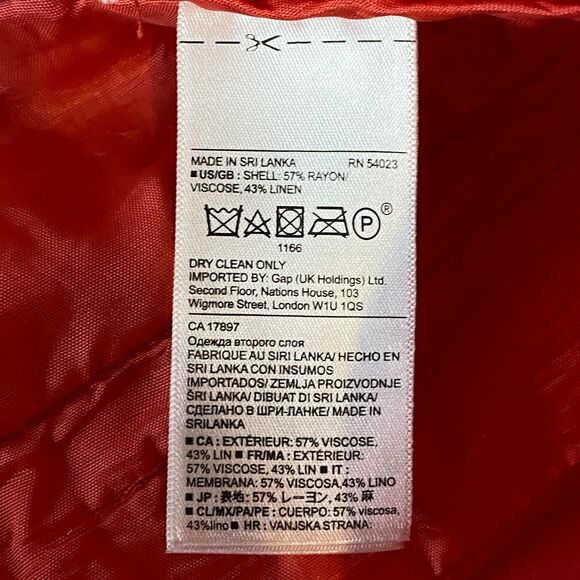 MADE IN SRI LANKA RN 54023
■ US/GB : SHELL: 57% RAYON/
VISCOSE, 43% LINEN
P ®
1166
DRY CLEAN ONLY
IMPORTED BY: Gap (UK Holdings) Ltd.
Second Floor, Nations House, 103
Wigmore Street, London W1U 1QS
CA 17897
Одежда второго слоя
FABRIQUE AU SRI LANKA/ HECHO EN
SRI LANKA CON INSUMOS
IMPORTADOS/ ZEMLJA PROIZVODNJE
ŠRI LANKA/ DIBUAT DI SRI LANKA/
СДЕЛАНО В ШРИ-ЛАНКЕ/ MADE IN
SRILANKA
■ CA : EXTÉRIEUR: 57% VISCOSE,
43% LIN ■ FR/MA : EXTÉRIEUR:
57% VISCOSE, 43% LIN ■ IT :
MEMBRANA: 57% VISCOSA,43% LINO
■ JP : 表地: 57% レーヨン, 43% 麻
■ CL/MX/PA/PE : CUERPO: 57% viscosa,
43%lino ■ HR : VANJSKA STRANA: